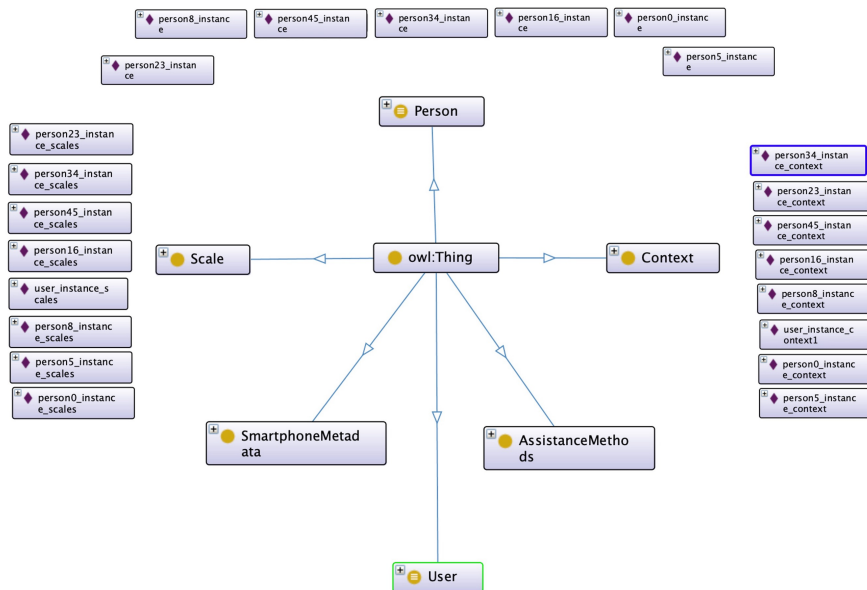 person8_instanc
e
person45_instan
ce
person34_instan
ce
person16_instan
ce
person0_instanc
e
person23_instan
ce
person5_instanc
e
Person
person23_instan
ce_scales
person34_instan
ce_scales
person45_instan
ce_scales
person16_instan
ce_scales
user_instance_s
cales
person8_instanc
e_scales
person5_instanc
e_scales
person0_instanc
e_scales
Scale
owl:Thing
Context
person34_instan
ce_context
person23_instan
ce_context
person45_instan
ce_context
person16_instan
ce_context
person8_instanc
e_context
user_instance_c
ontext1
person0_instanc
e_context
person5_instanc
e_context
SmartphoneMetad
ata
AssistanceMetho
ds
User